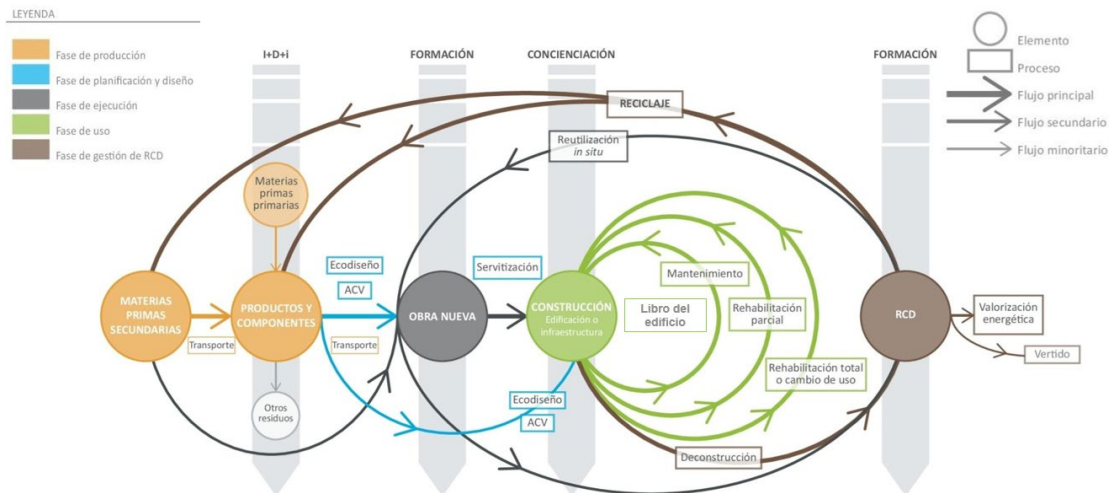 LEYENDA
Fase de producción
Fase de planificación y diseño
Fase de ejecución
Fase de uso
Fase de gestión de RCD
I+D+i
FORMACIÓN
CONCIENCIACIÓN
FORMACIÓN
Elemento
Proceso
Flujo principal
Flujo secundario
Flujo minoritario
RECICLAJE
Reutilización
in situ
Materias
primas
primarias
Ecodiseño
ACV
Servitización
MATERIAS
PRIMAS
SECUNDARIAS
Transporte
PRODUCTOS Y
COMPONENTES
Transporte
OBRA NUEVA
CONSTRUCCIÓN
Edificación o
infraestructura
Mantenimiento
Libro del
edificio
Rehabilitación
parcial
Rehabilitación total
o cambio de uso
RCD
Valorización
energética
Vertido
Otros
residuos
Ecodiseño
ACV
Deconstrucción